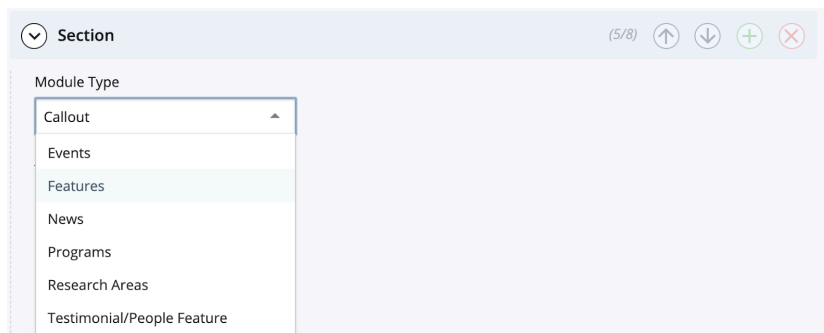 Section (5/8)
Module Type
Callout
Events
Features
News
Programs
Research Areas
Testimonial/People Feature